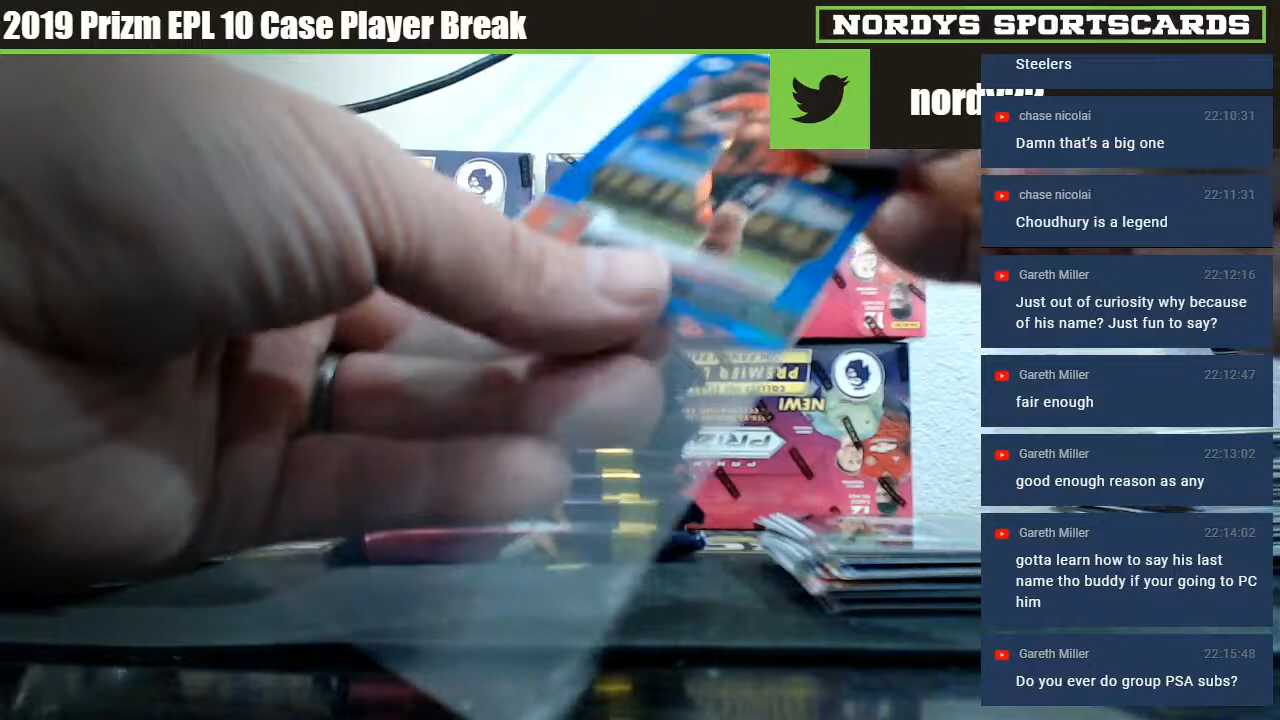 2019 Prizm EPL 10 Case Player Break
NORDYS SPORTSCARDS
Steelers
chase nicolai 22:10:31
Damn that's a big one
chase nicolai 22:11:31
Choudhury is a legend
Gareth Miller 22:12:16
Just out of curiosity why because
of his name? Just fun to say?
Gareth Miller 22:12:47
fair enough
Gareth Miller 22:13:02
good enough reason as any
Gareth Miller 22:14:02
gotta learn how to say his last
name tho buddy if your going to PC
him
Gareth Miller 22:15:48
Do you ever do group PSA subs?
PREMIER L
NEW!
PRIZM